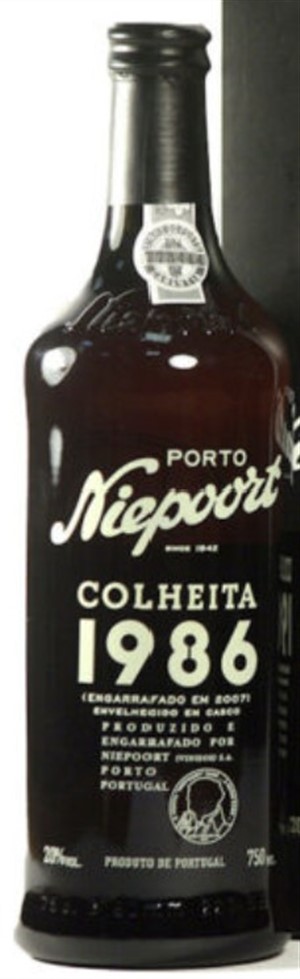 PORTO
Niepoort
SINCE 1842
COLHEITA
1986
(ENGARRAFADO EM 2007)
ENVELHECIDO EM CASCO
PRODUZIDO E
ENGARRAFADO POR
NIEPOORT (VINHOS) S.A.
PORTO
PORTUGAL
20% VOL.
PRODUTO DE PORTUGAL
750